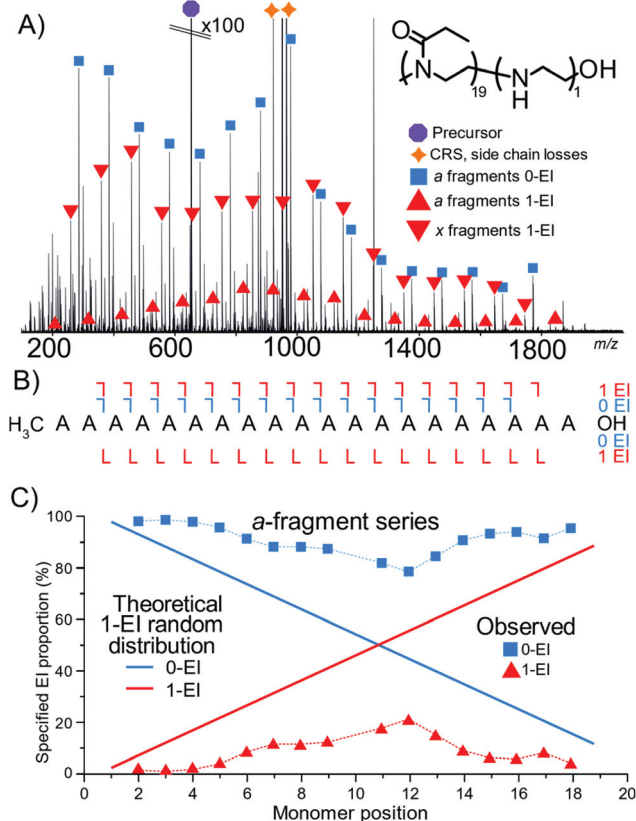 A)
x100
O
N
19
N
H
1
OH
Precursor
CRS, side chain losses
a fragments 0-EI
a fragments 1-EI
x fragments 1-EI
200 600 1000 1400 1800 m/z
B)
1 EI
0 EI
H3C A A A A A A A A A A A A A A A A A A A A OH
0 EI
1 EI
C)
a-fragment series
Specified EI proportion (%)
100
80
60
40
20
0
Theoretical
1-EI random
distribution
0-EI
1-EI
Observed
0-EI
1-EI
0 2 4 6 8 10 12 14 16 18 20
Monomer position